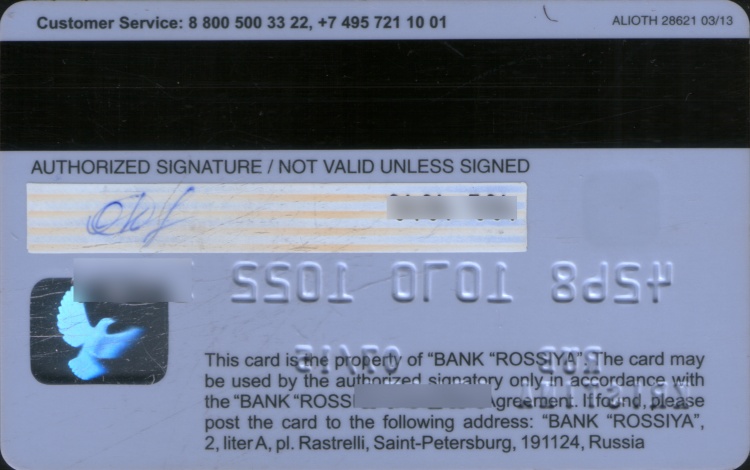 Customer Service: 8 800 500 33 22, +7 495 721 10 01
ALIOTH 28621 03/13
AUTHORIZED SIGNATURE / NOT VALID UNLESS SIGNED
This card is the property of “BANK “ROSSIYA”. The card may
be used by the authorized signatory only in accordance with
the “BANK “ROSSI Agreement. If found, please
post the card to the following address: “BANK “ROSSIYA”,
2, liter A, pl. Rastrelli, Saint-Petersburg, 191124, Russia